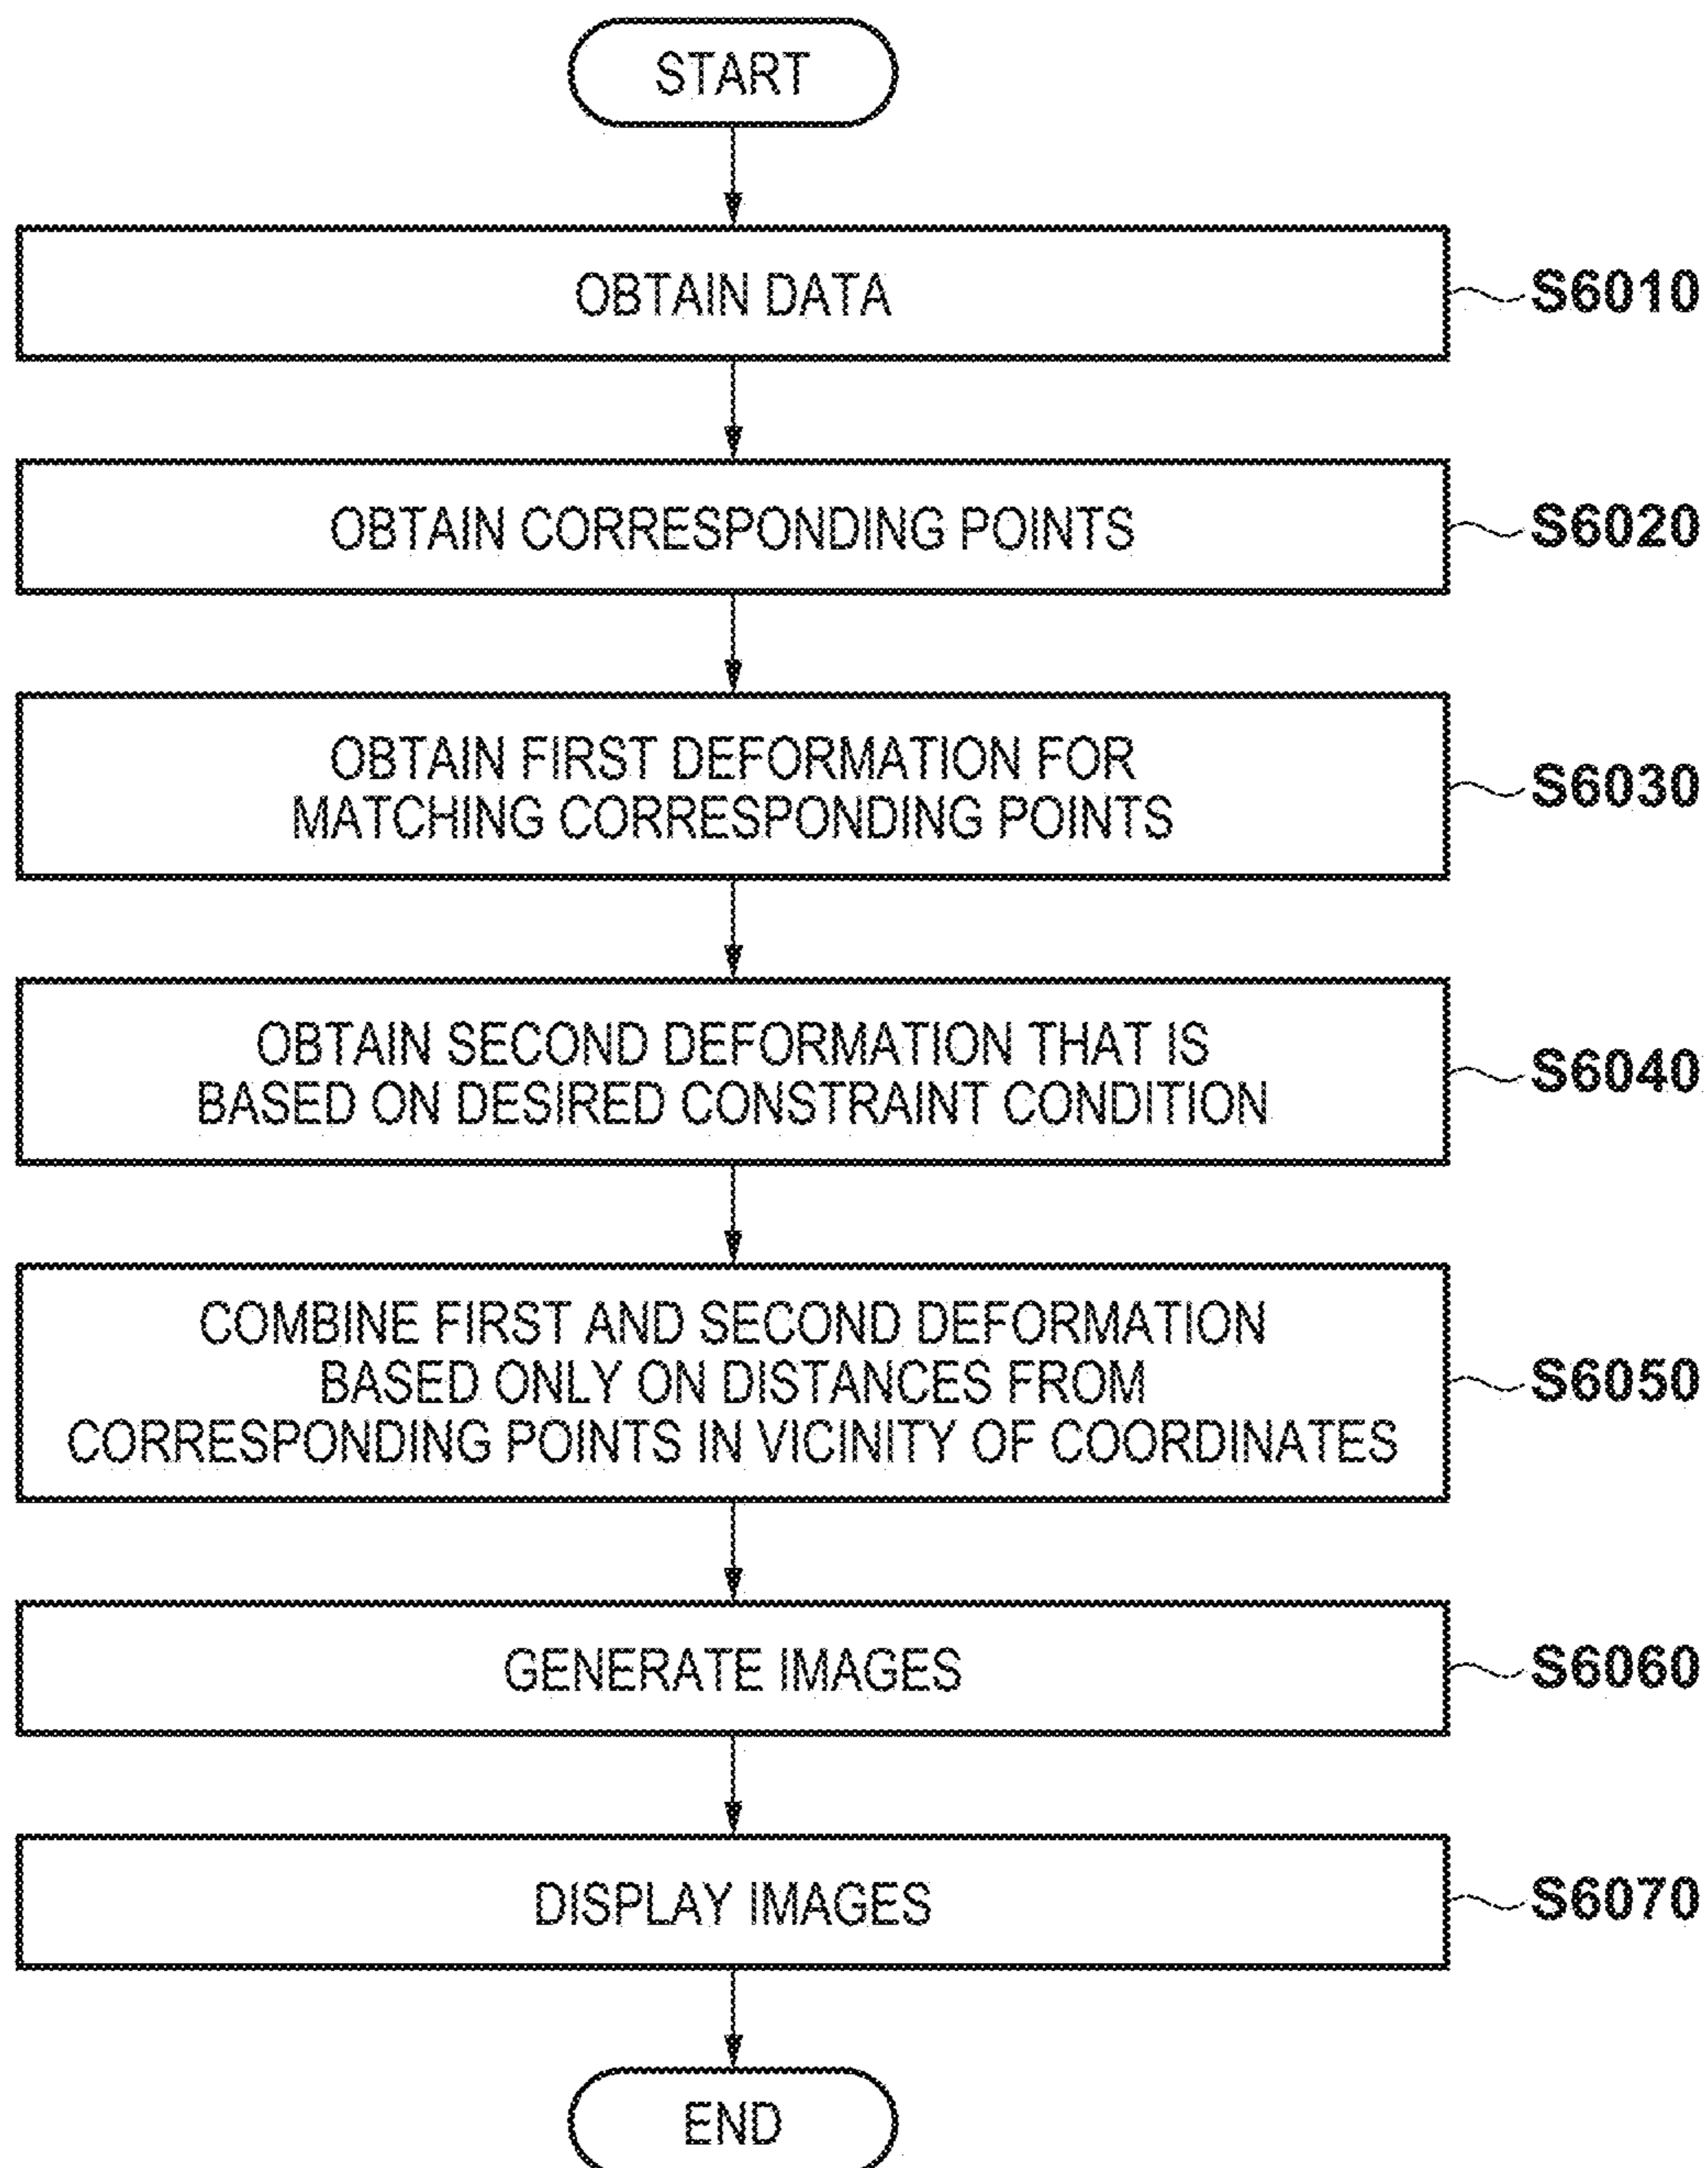 START
OBTAIN DATA
S6010
OBTAIN CORRESPONDING POINTS
S6020
OBTAIN FIRST DEFORMATION FOR
MATCHING CORRESPONDING POINTS
S6030
OBTAIN SECOND DEFORMATION THAT IS
BASED ON DESIRED CONSTRAINT CONDITION
S6040
COMBINE FIRST AND SECOND DEFORMATION
BASED ONLY ON DISTANCES FROM
CORRESPONDING POINTS IN VICINITY OF COORDINATES
S6050
GENERATE IMAGES
S6060
DISPLAY IMAGES
S6070
END